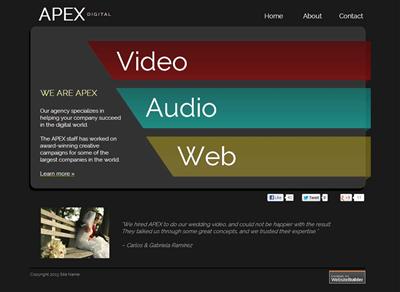 APEX DIGITAL
Home About Contact
Video
Audio
Web
WE ARE APEX
Our agency specializes in
helping your company succeed
in the digital world.
The APEX staff has worked on
award-winning creative
campaigns for some of the
largest companies in the world.
Learn more »
Like
Tweet
"We hired APEX to do our wedding video, and could not be happier with the result.
They talked us through some great concepts, and we trusted their expertise."
- Carlos & Gabriela Ramirez
Copyright 2013 Site Name
WebsiteBuilder